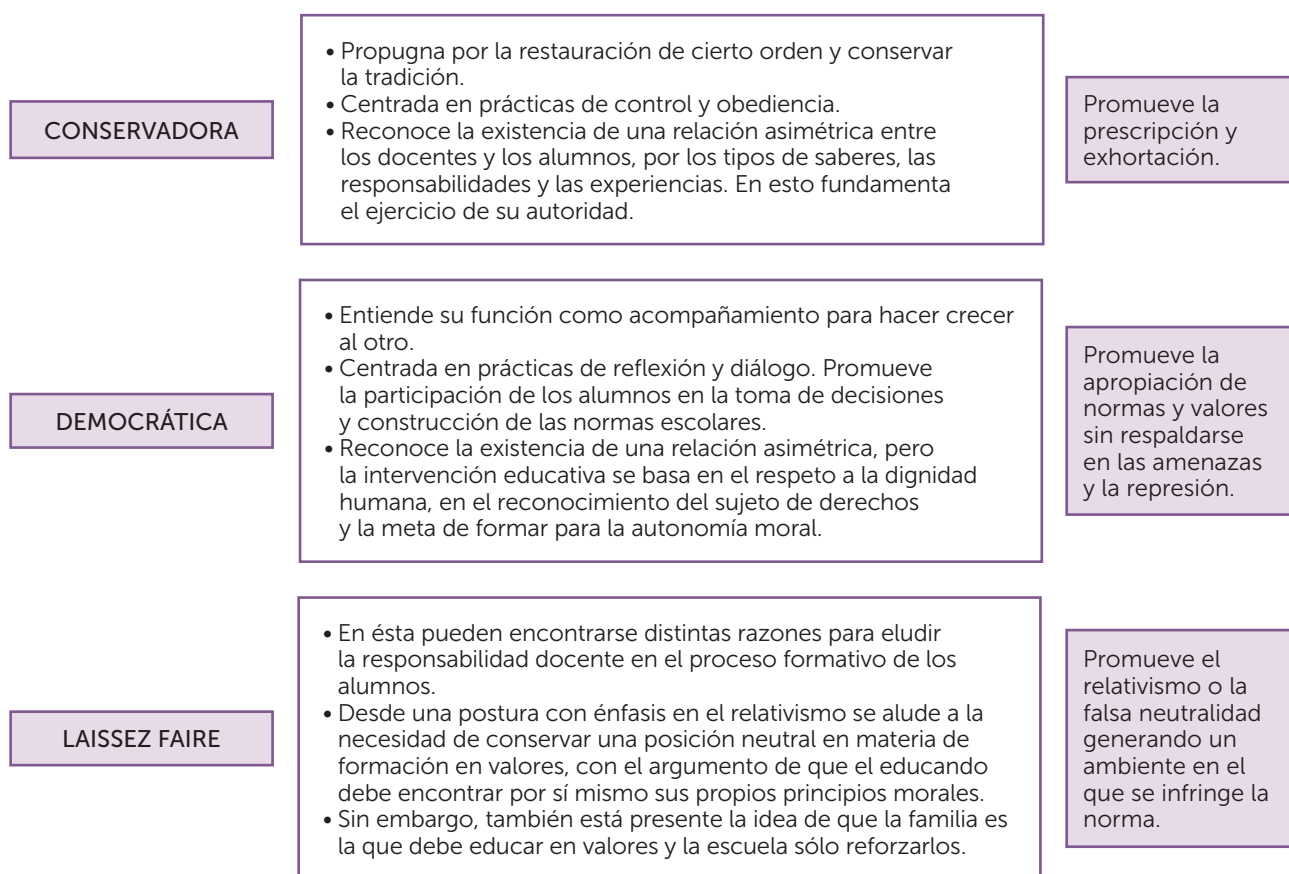 CONSERVADORA
• Propugna por la restauración de cierto orden y conservar
la tradición.
• Centrada en prácticas de control y obediencia.
• Reconoce la existencia de una relación asimétrica entre
los docentes y los alumnos, por los tipos de saberes, las
responsabilidades y las experiencias. En esto fundamenta
el ejercicio de su autoridad.
Promueve la
prescripción y
exhortación.
DEMOCRÁTICA
• Entiende su función como acompañamiento para hacer crecer
al otro.
• Centrada en prácticas de reflexión y diálogo. Promueve
la participación de los alumnos en la toma de decisiones
y construcción de las normas escolares.
• Reconoce la existencia de una relación asimétrica, pero
la intervención educativa se basa en el respeto a la dignidad
humana, en el reconocimiento del sujeto de derechos
y la meta de formar para la autonomía moral.
Promueve la
apropiación de
normas y valores
sin respaldarse
en las amenazas
y la represión.
LAISSEZ FAIRE
• En ésta pueden encontrarse distintas razones para eludir
la responsabilidad docente en el proceso formativo de los
alumnos.
• Desde una postura con énfasis en el relativismo se alude a la
necesidad de conservar una posición neutral en materia de
formación en valores, con el argumento de que el educando
debe encontrar por sí mismo sus propios principios morales.
• Sin embargo, también está presente la idea de que la familia es
la que debe educar en valores y la escuela sólo reforzarlos.
Promueve el
relativismo o la
falsa neutralidad
generando un
ambiente en el
que se infringe la
norma.